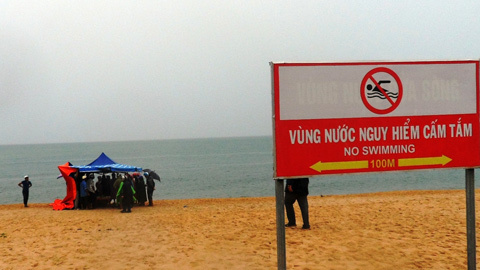 VÙNG NƯỚC NGUY HIỂM CẤM TẮM
NO SWIMMING
100M